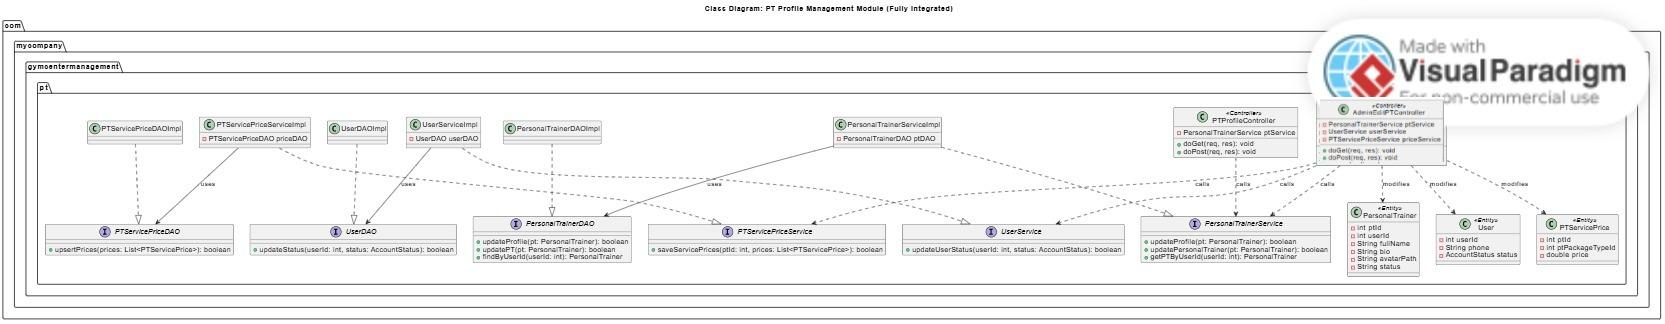 Class Diagram: PT Profile Management Module (Fully Integrated)
com
mycompany
gymcentermanagement
pt
Made with
Visual Paradigm
For non-commercial use
C PTServicePriceDAOImpl
C PTServicePriceServiceImpl
PTServicePriceDAO priceDAO
C UserDAOImpl
C UserServiceImpl
UserDAO userDAO
C PersonalTrainerDAOImpl
C PersonalTrainerServiceImpl
PersonalTrainerDAO ptDAO
«Controller»
C PTProfileController
PersonalTrainerService ptService
doGet(req, res): void
doPost(req, res): void
«Controller»
C AdminEditPTController
PersonalTrainerService ptService
UserService userService
PTServicePriceService priceService
doGet(req, res): void
doPost(req, res): void
uses
uses
uses
calls
calls
calls
calls
modifies
modifies
modifies
I PTServicePriceDAO
upsertPrices(prices: List<PTServicePrice>): boolean
I UserDAO
updateStatus(userId: int, status: AccountStatus): boolean
I PersonalTrainerDAO
updateProfile(pt: PersonalTrainer): boolean
updatePT(pt: PersonalTrainer): boolean
findByUserId(userId: int): PersonalTrainer
I PTServicePriceService
saveServicePrices(ptId: int, prices: List<PTServicePrice>): boolean
I UserService
updateUserStatus(userId: int, status: AccountStatus): boolean
I PersonalTrainerService
updateProfile(pt: PersonalTrainer): boolean
updatePersonalTrainer(pt: PersonalTrainer): boolean
getPTByUserId(userId: int): PersonalTrainer
«Entity»
C PersonalTrainer
int ptId
int userId
String fullName
String bio
String avatarPath
String status
«Entity»
C User
int userId
String phone
AccountStatus status
«Entity»
C PTServicePrice
int ptId
int ptPackageTypeId
double price